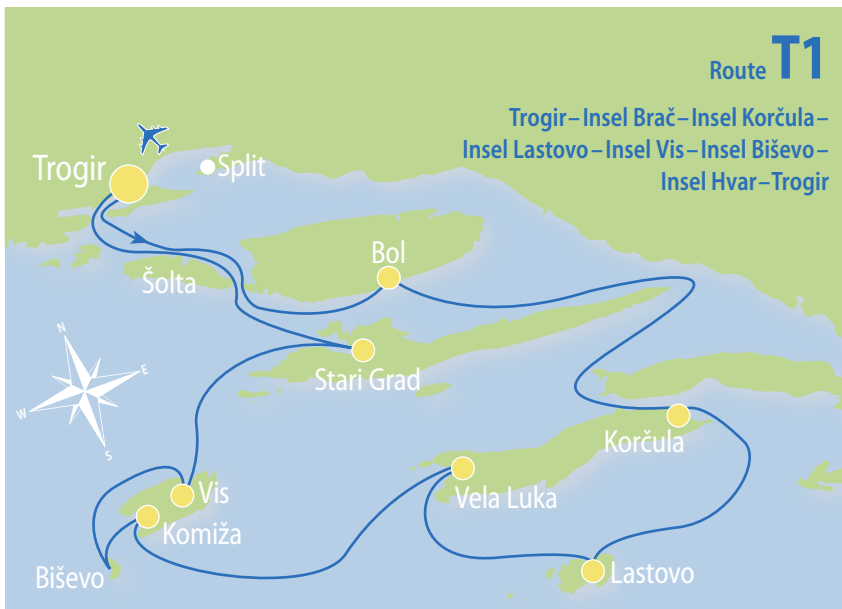 Route T1
Trogir–Insel Brač–Insel Korčula–
Insel Lastovo–Insel Vis–Insel Biševo–
Insel Hvar–Trogir
Trogir
Split
Bol
Šolta
Stari Grad
N
E
W
S
Korčula
Vela Luka
Vis
Komiža
Biševo
Lastovo